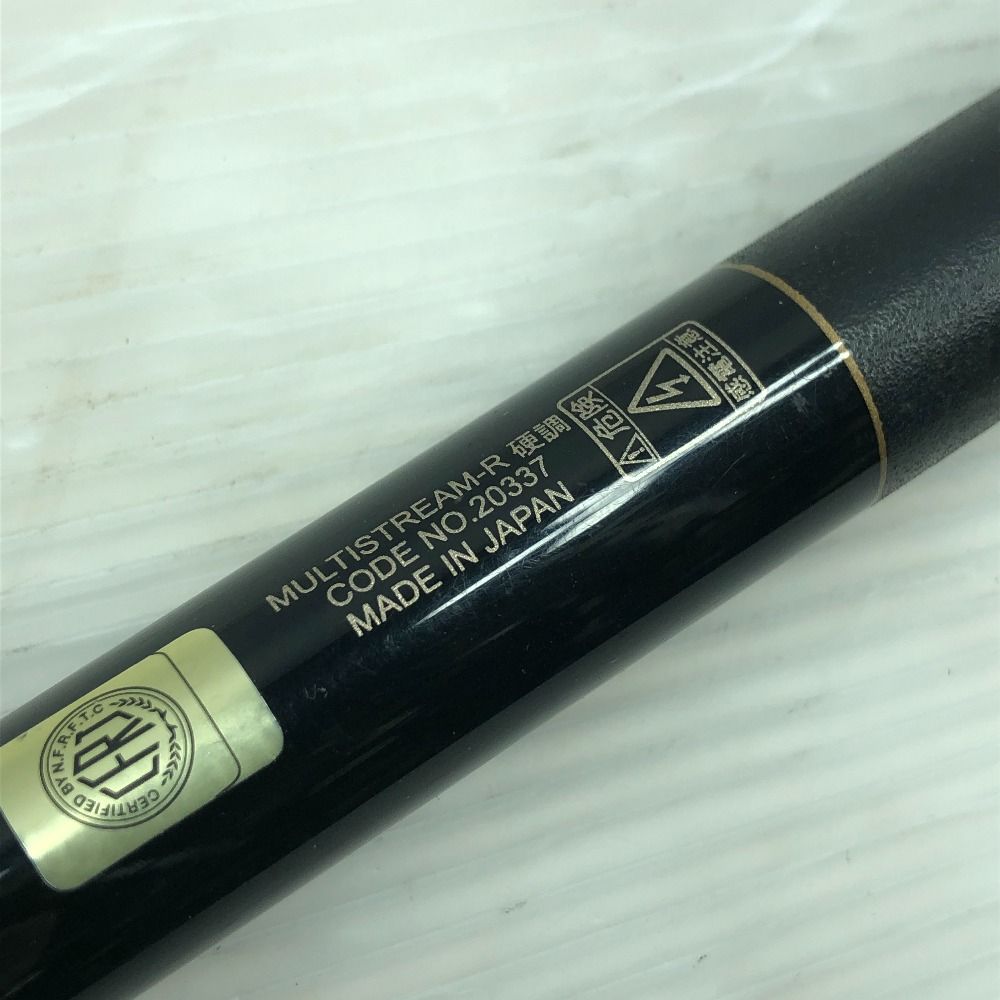 MULTISTREAM-R 硬調
CODE NO.20337
MADE IN JAPAN
危険
感電注意
CERTIFIED BY N.F.R.F.T.C